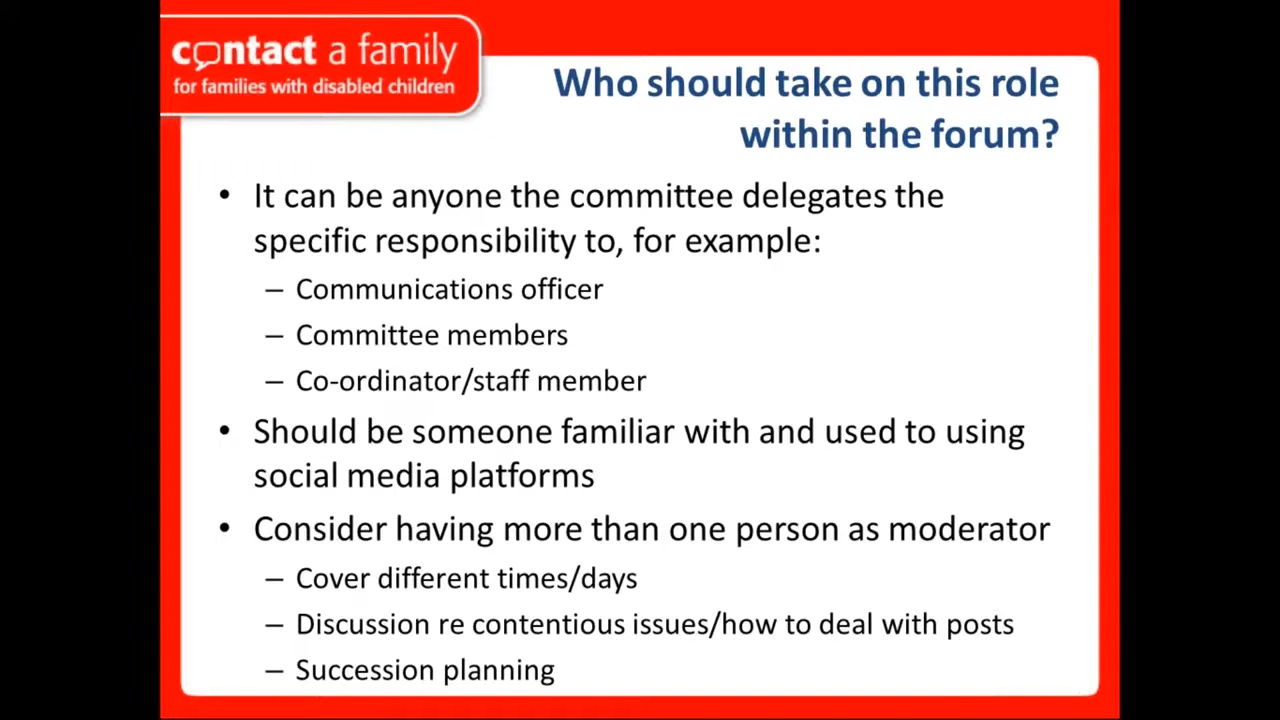 contact a family
for families with disabled children
Who should take on this role
within the forum?
• It can be anyone the committee delegates the
specific responsibility to, for example:
– Communications officer
– Committee members
– Co-ordinator/staff member
• Should be someone familiar with and used to using
social media platforms
• Consider having more than one person as moderator
– Cover different times/days
– Discussion re contentious issues/how to deal with posts
– Succession planning